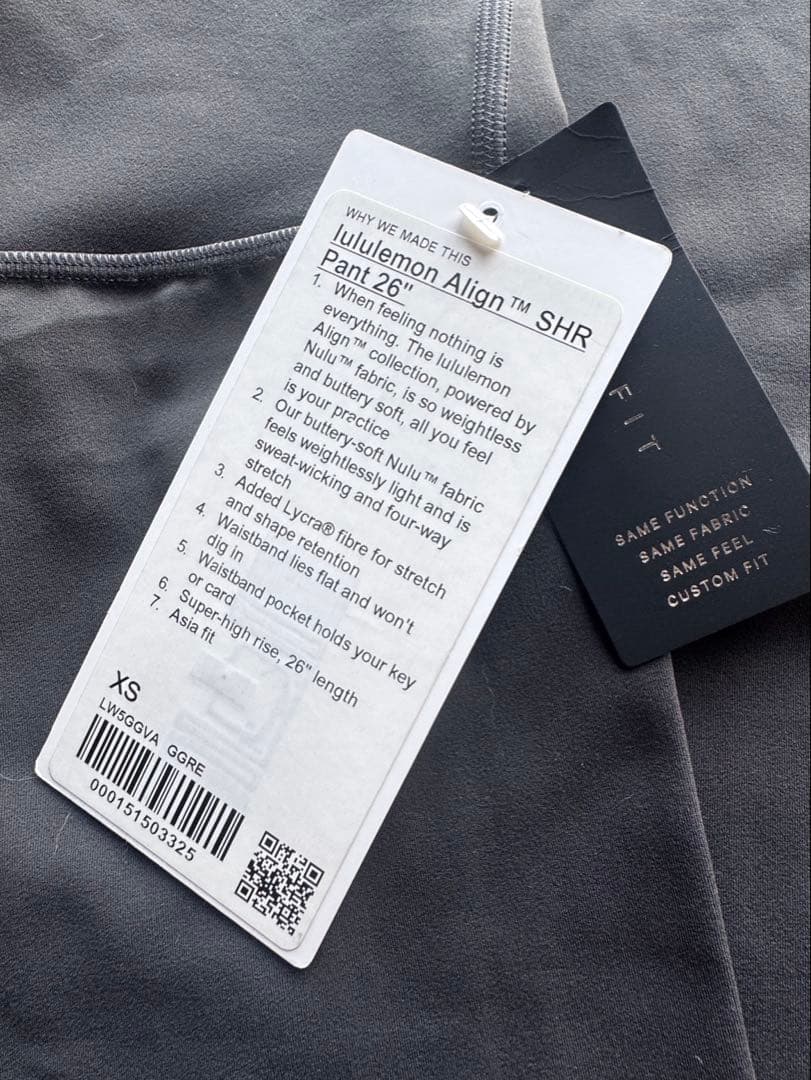 WHY WE MADE THIS
lululemon Align™ SHR
Pant 26"
1. When feeling nothing is
everything. The lululemon
Align™ collection, powered by
Nulu™ fabric, is so weightless
and buttery soft, all you feel
is your practice
2. Our buttery-soft Nulu™ fabric
feels weightlessly light and is
sweat-wicking and four-way
stretch
3. Added Lycra® fibre for stretch
and shape retention
4. Waistband lies flat and won't
dig in
5. Waistband pocket holds your key
or card
6. Super-high rise, 26" length
7. Asia fit
XS
LW5GGVA GGRE
000151503325
FIT
SAME FUNCTION
SAME FABRIC
SAME FEEL
CUSTOM FIT